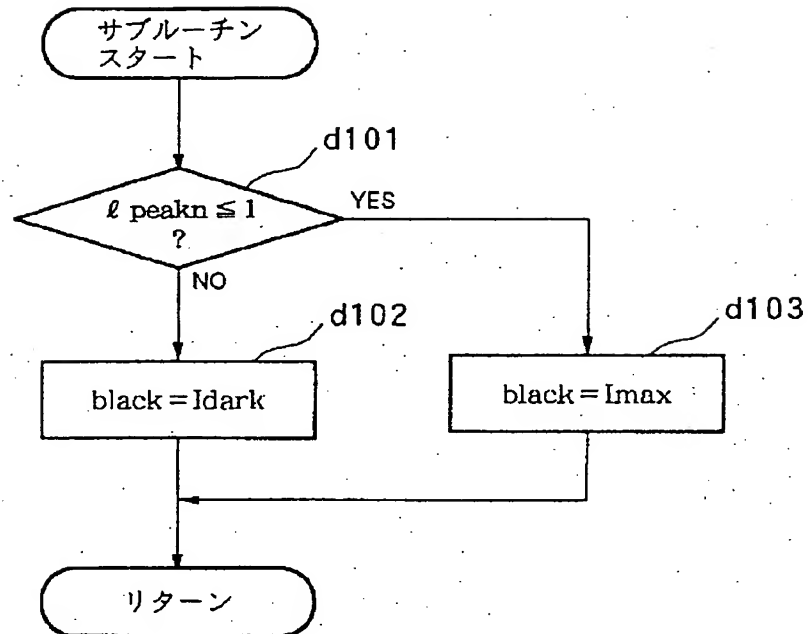 サブルーチン
スタート
d101
ℓ peakn ≦ 1
?
YES
NO
d102
black = Idark
d103
black = Imax
リターン